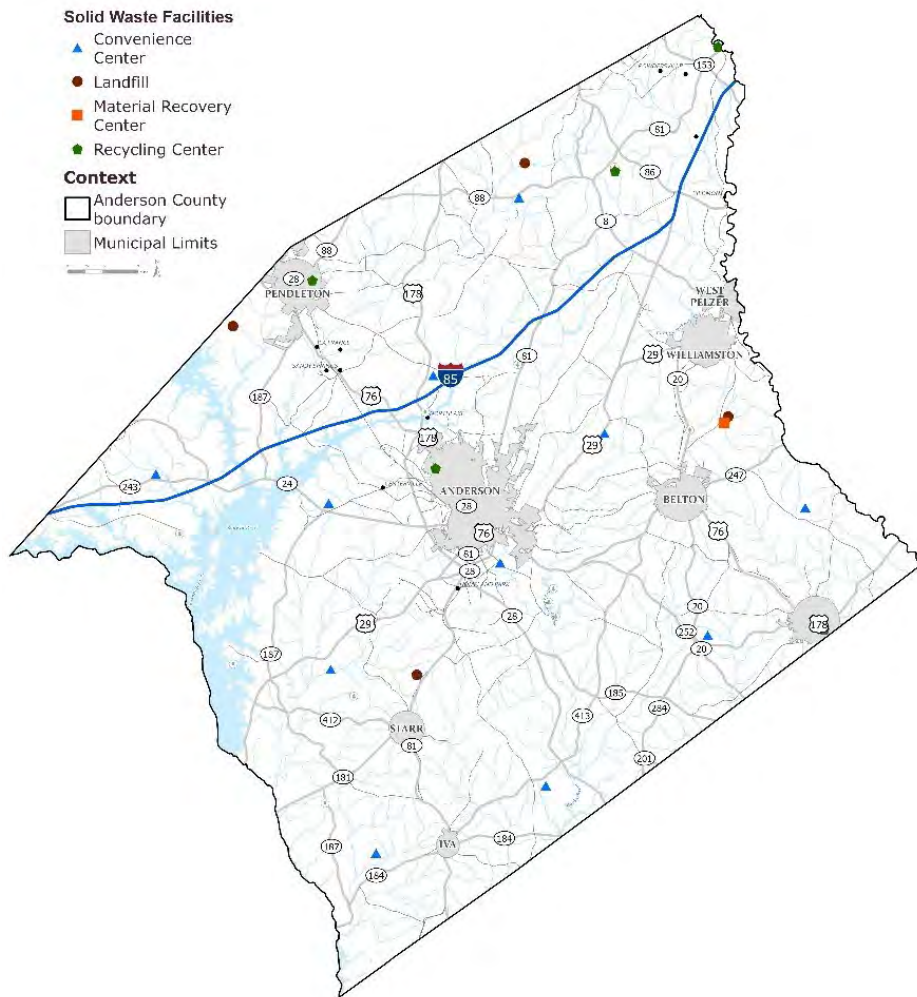 Solid Waste Facilities
Convenience
Center
Landfill
Material Recovery
Center
Recycling Center
Context
Anderson County
boundary
Municipal Limits
153
81
86
88
8
88
28
PENDLETON
178
WEST
PELZER
29
WILLIAMSTON
81
85
20
76
187
178
29
247
ANDERSON
243
24
28
BELTON
76
76
81
28
28
20
178
252
20
29
187
185
284
413
412
STARR
81
201
181
187
IVA
184
184